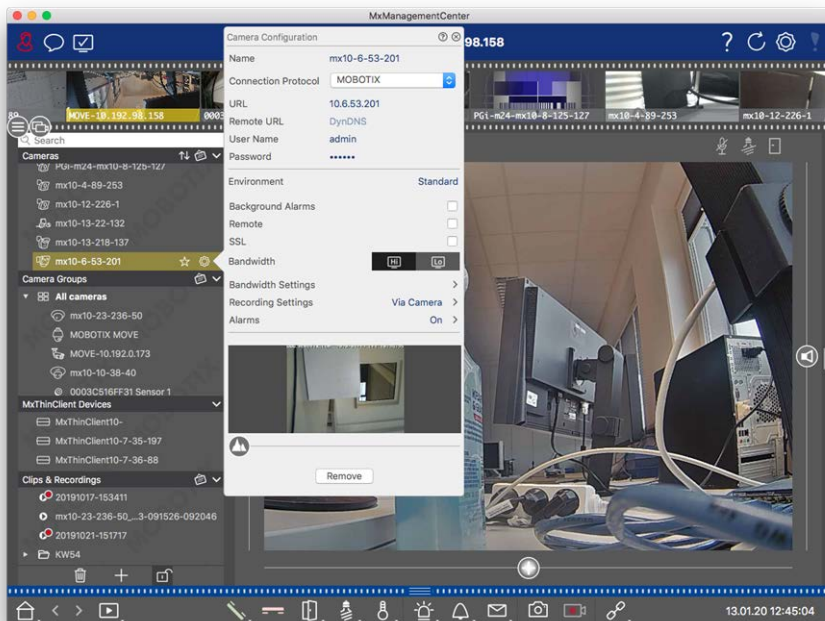 MxManagementCenter
98.158
MOVE-10.192.98.158
0003
PGi-m24-mx10-8-125-127
mx10-4-89-253
mx10-12-226-1
Search
Cameras
PGi-m24-mx10-8-125-127
mx10-4-89-253
mx10-12-226-1
mx10-13-22-132
mx10-13-218-137
mx10-6-53-201
Camera Groups
All cameras
mx10-23-236-50
MOBOTIX MOVE
MOVE-10.192.0.173
mx10-10-38-40
0003C516FF31 Sensor 1
MxThinClient Devices
MxThinClient10-
MxThinClient10-7-35-197
MxThinClient10-7-36-88
Clips & Recordings
20191017-153411
mx10-23-236-50_...3-091526-092046
20191021-151717
KW54
Camera Configuration
Name mx10-6-53-201
Connection Protocol MOBOTIX
URL 10.6.53.201
Remote URL DynDNS
User Name admin
Password ••••••
Environment Standard
Background Alarms
Remote
SSL
Bandwidth Hi Lo
Bandwidth Settings
Recording Settings Via Camera
Alarms On
Remove
13.01.20 12:45:04